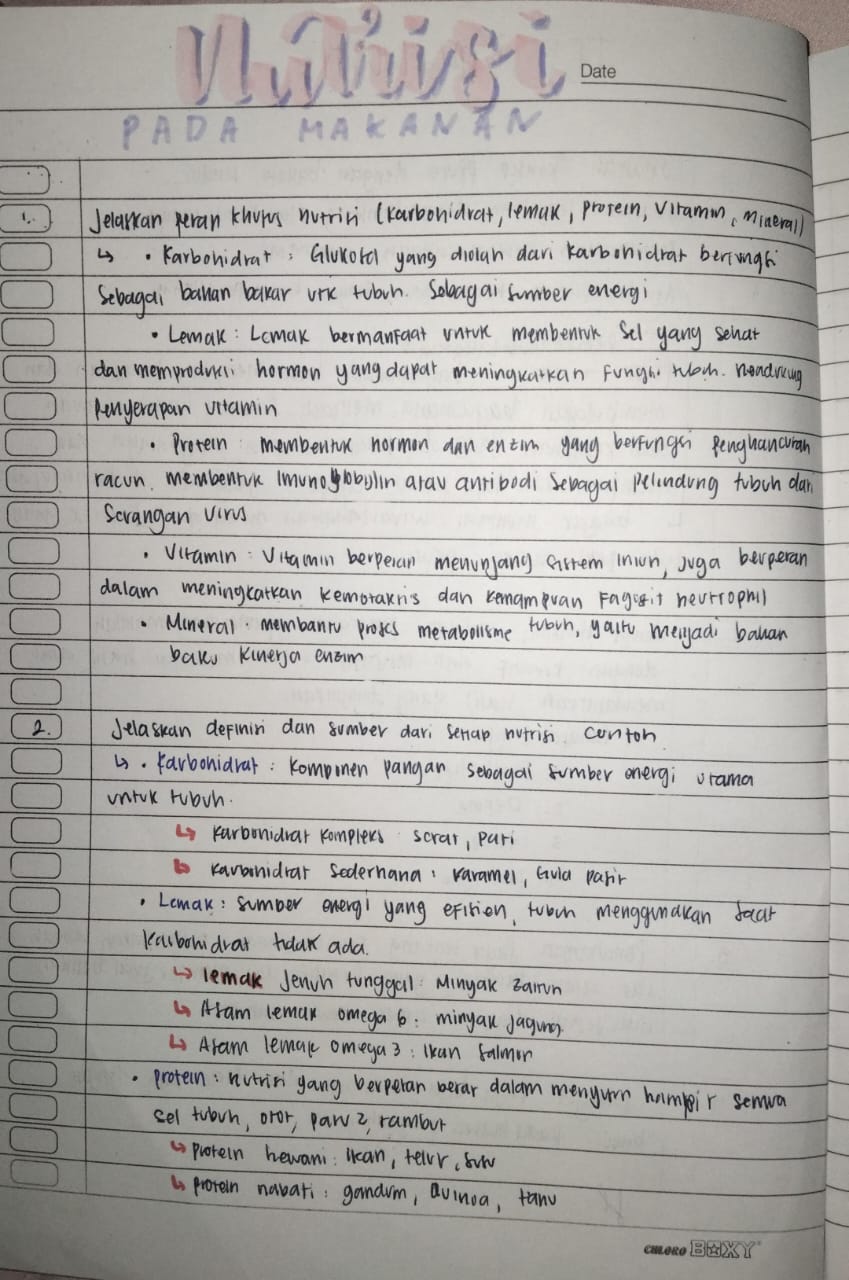 Nutrisi
Date
PADA MAKANAN
1. Jelaskan peran khusus nutrisi (Karbohidrat, lemak, Protein, Vitamin, Mineral)
↳ • Karbohidrat : Glukosa yang diolah dari Karbohidrat berfungsi
Sebagai bahan bakar utk tubuh. Sebagai sumber energi
• Lemak : Lemak bermanfaat untuk membentuk Sel yang sehat
dan memproduksi hormon yang dapat meningkatkan fungsi tubuh. Mendukung
Penyerapan vitamin
• Protein : membentuk hormon dan enzim yang berfungsi Penghancuran
racun. membentuk Imunoglobulin atau antibodi Sebagai Pelindung tubuh dari
Serangan Virus
• Vitamin : Vitamin berperan menunjang sistem imun, Juga berperan
dalam meningkatkan Kemotaksis dan Kemampuan Fagosit neutrophil
• Mineral : membantu proses metabolisme tubuh, yaitu menjadi bahan
baku Kinerja enzim
2. Jelaskan definisi dan Sumber dari setiap nutrisi. Contoh
↳ • Karbohidrat : Komponen pangan sebagai Sumber energi utama
untuk tubuh.
↳ Karbohidrat Kompleks : serat, Pati
↳ Karbohidrat Sederhana : Karamel, Gula Pasir
• Lemak : Sumber energi yang efisien, tubuh menggunakan Saat
Karbohidrat tidak ada.
↳ lemak Jenuh tunggal : Minyak Zaitun
↳ Asam lemak omega 6 : minyak Jagung
↳ Asam lemak omega 3 : Ikan Salmon
• Protein : nutrisi yang berperan berat dalam menyusun hampir semua
sel tubuh, otot, paru2, rambut
↳ protein hewani : Ikan, telur, susu
↳ protein nabati : gandum, Quinoa, tahu
BOXY